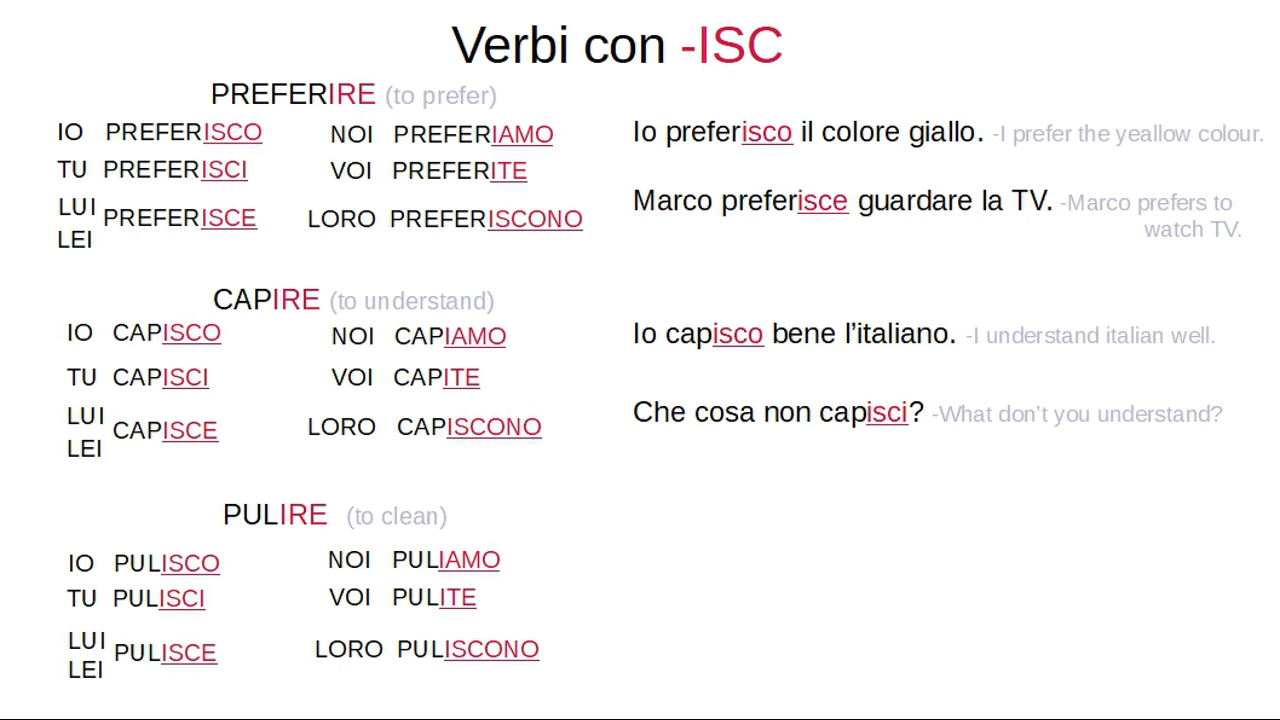 Verbi con -ISC
PREFERIRE (to prefer)
IO PREFERISCO NOI PREFERIAMO
TU PREFERISCI VOI PREFERITE
LUI
LEI PREFERISCE LORO PREFERISCONO
Io preferisco il colore giallo. -I prefer the yeallow colour.
Marco preferisce guardare la TV. -Marco prefers to
watch TV.
CAPIRE (to understand)
IO CAPISCO NOI CAPIAMO
TU CAPISCI VOI CAPITE
LUI
LEI CAPISCE LORO CAPISCONO
Io capisco bene l’italiano. -I understand italian well.
Che cosa non capisci? -What don’t you understand?
PULIRE (to clean)
IO PULISCO NOI PULIAMO
TU PULISCI VOI PULITE
LUI
LEI PULISCE LORO PULISCONO